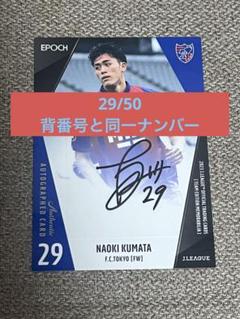 EPOCH
29/50
背番号と同一ナンバー
AUTOGRAPHED CARD
Authentic
29
29
NAOKI KUMATA
F.C.TOKYO [FW]
J.LEAGUE